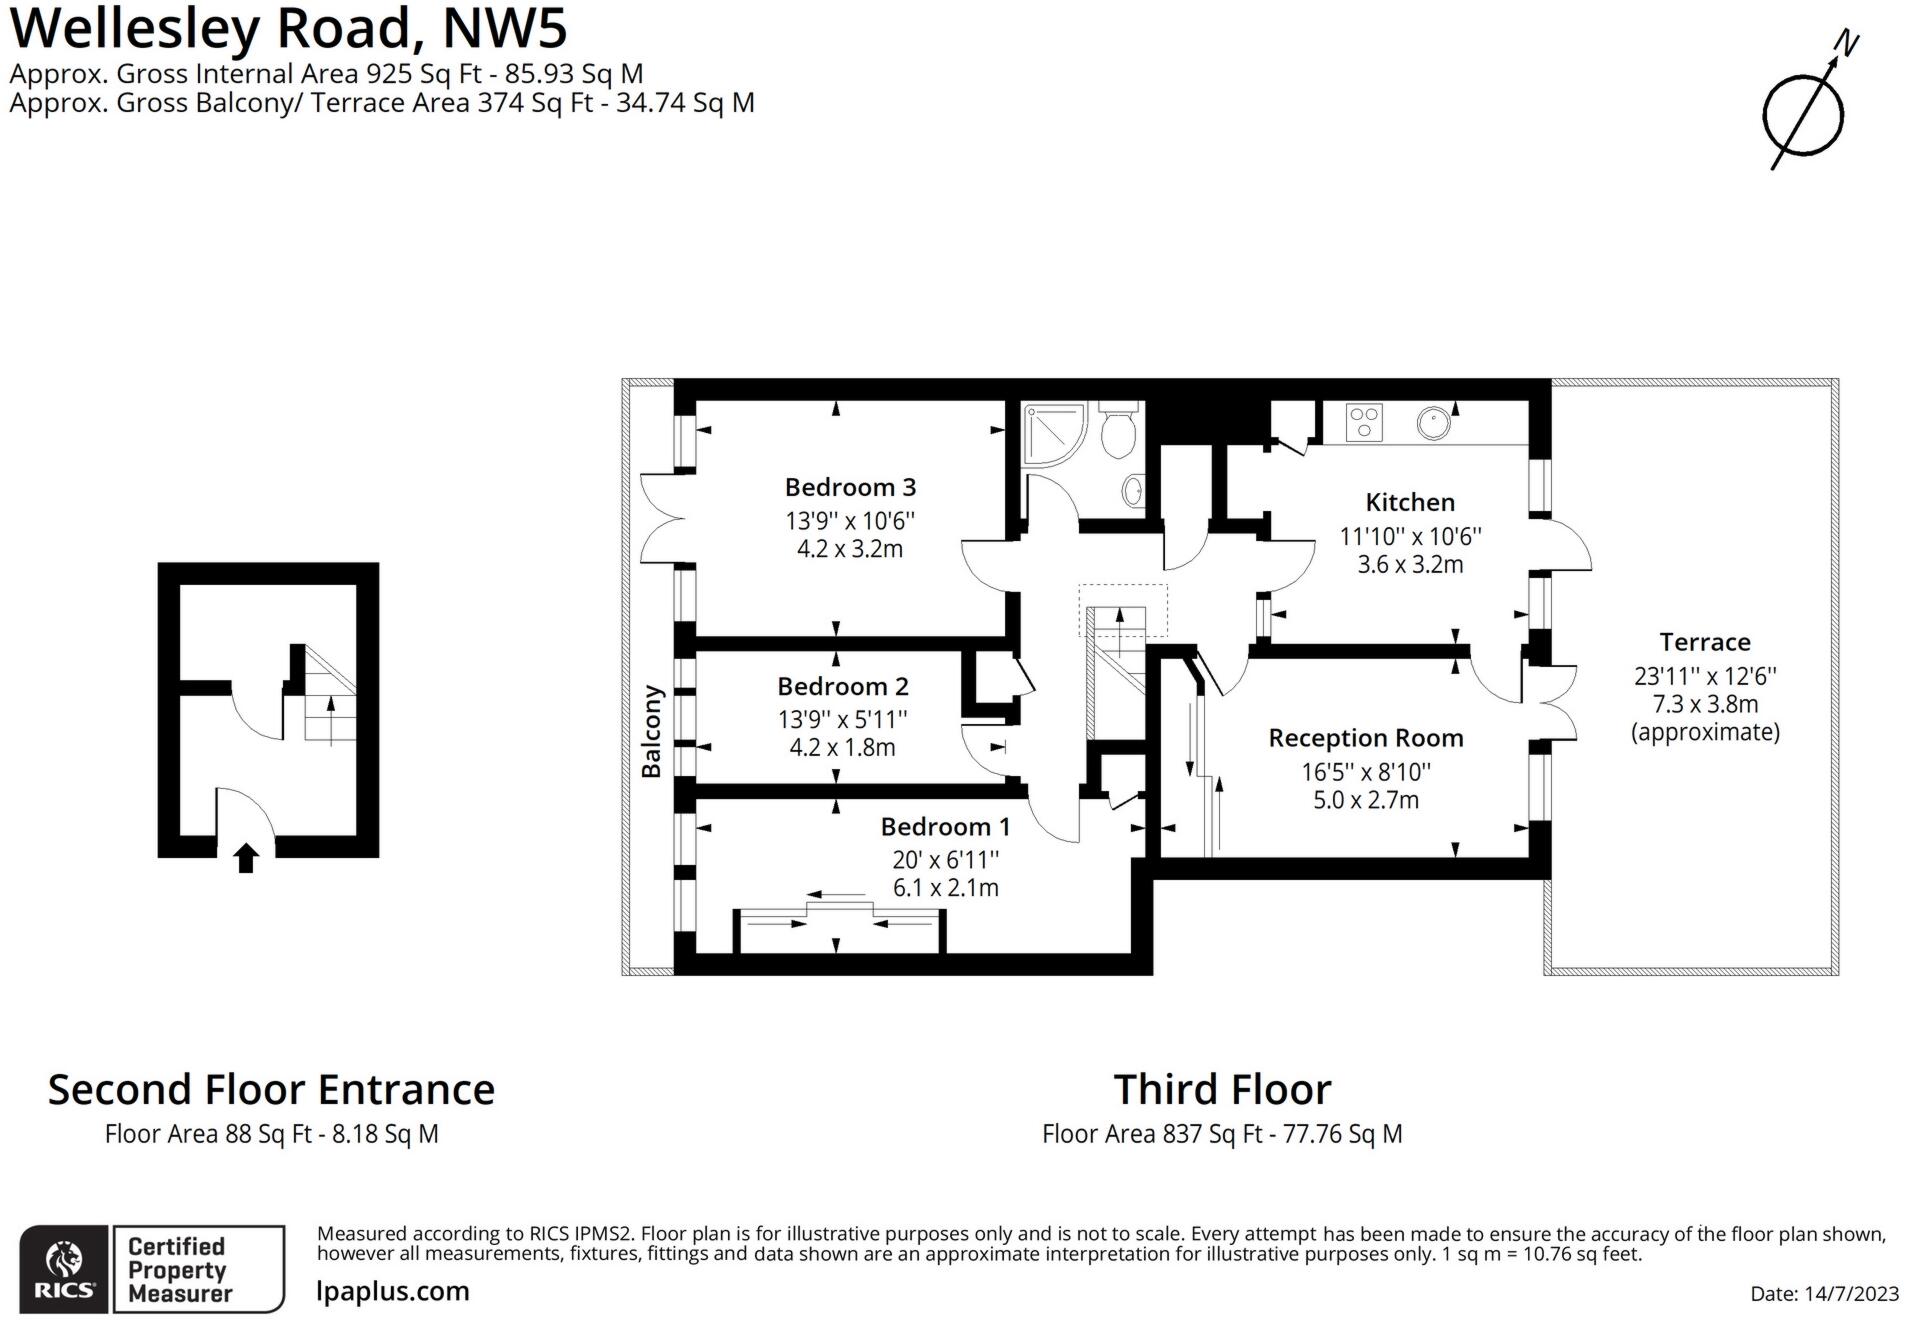 Wellesley Road, NW5
Approx. Gross Internal Area 925 Sq Ft - 85.93 Sq M
Approx. Gross Balcony/ Terrace Area 374 Sq Ft - 34.74 Sq M
N
Bedroom 3
13'9'' x 10'6''
4.2 x 3.2m
Kitchen
11'10'' x 10'6''
3.6 x 3.2m
Bedroom 2
13'9'' x 5'11''
4.2 x 1.8m
Balcony
Terrace
23'11'' x 12'6''
7.3 x 3.8m
(approximate)
Reception Room
16'5'' x 8'10''
5.0 x 2.7m
Bedroom 1
20' x 6'11''
6.1 x 2.1m
Second Floor Entrance
Floor Area 88 Sq Ft - 8.18 Sq M
Third Floor
Floor Area 837 Sq Ft - 77.76 Sq M
RICS
Certified
Property
Measurer
Measured according to RICS IPMS2. Floor plan is for illustrative purposes only and is not to scale. Every attempt has been made to ensure the accuracy of the floor plan shown,
however all measurements, fixtures, fittings and data shown are an approximate interpretation for illustrative purposes only. 1 sq m = 10.76 sq feet.
lpaplus.com
Date: 14/7/2023